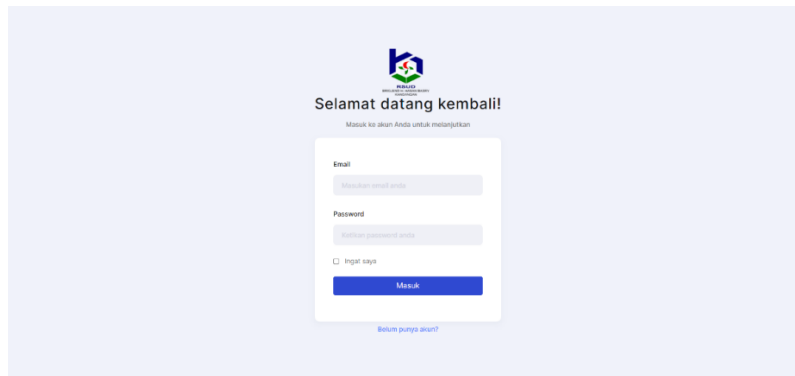 RSUD
Selamat datang kembali!
Masuk ke akun Anda untuk melanjutkan
Email
Masukan email anda
Password
Ketikan password anda
Ingat saya
Masuk
Belum punya akun?